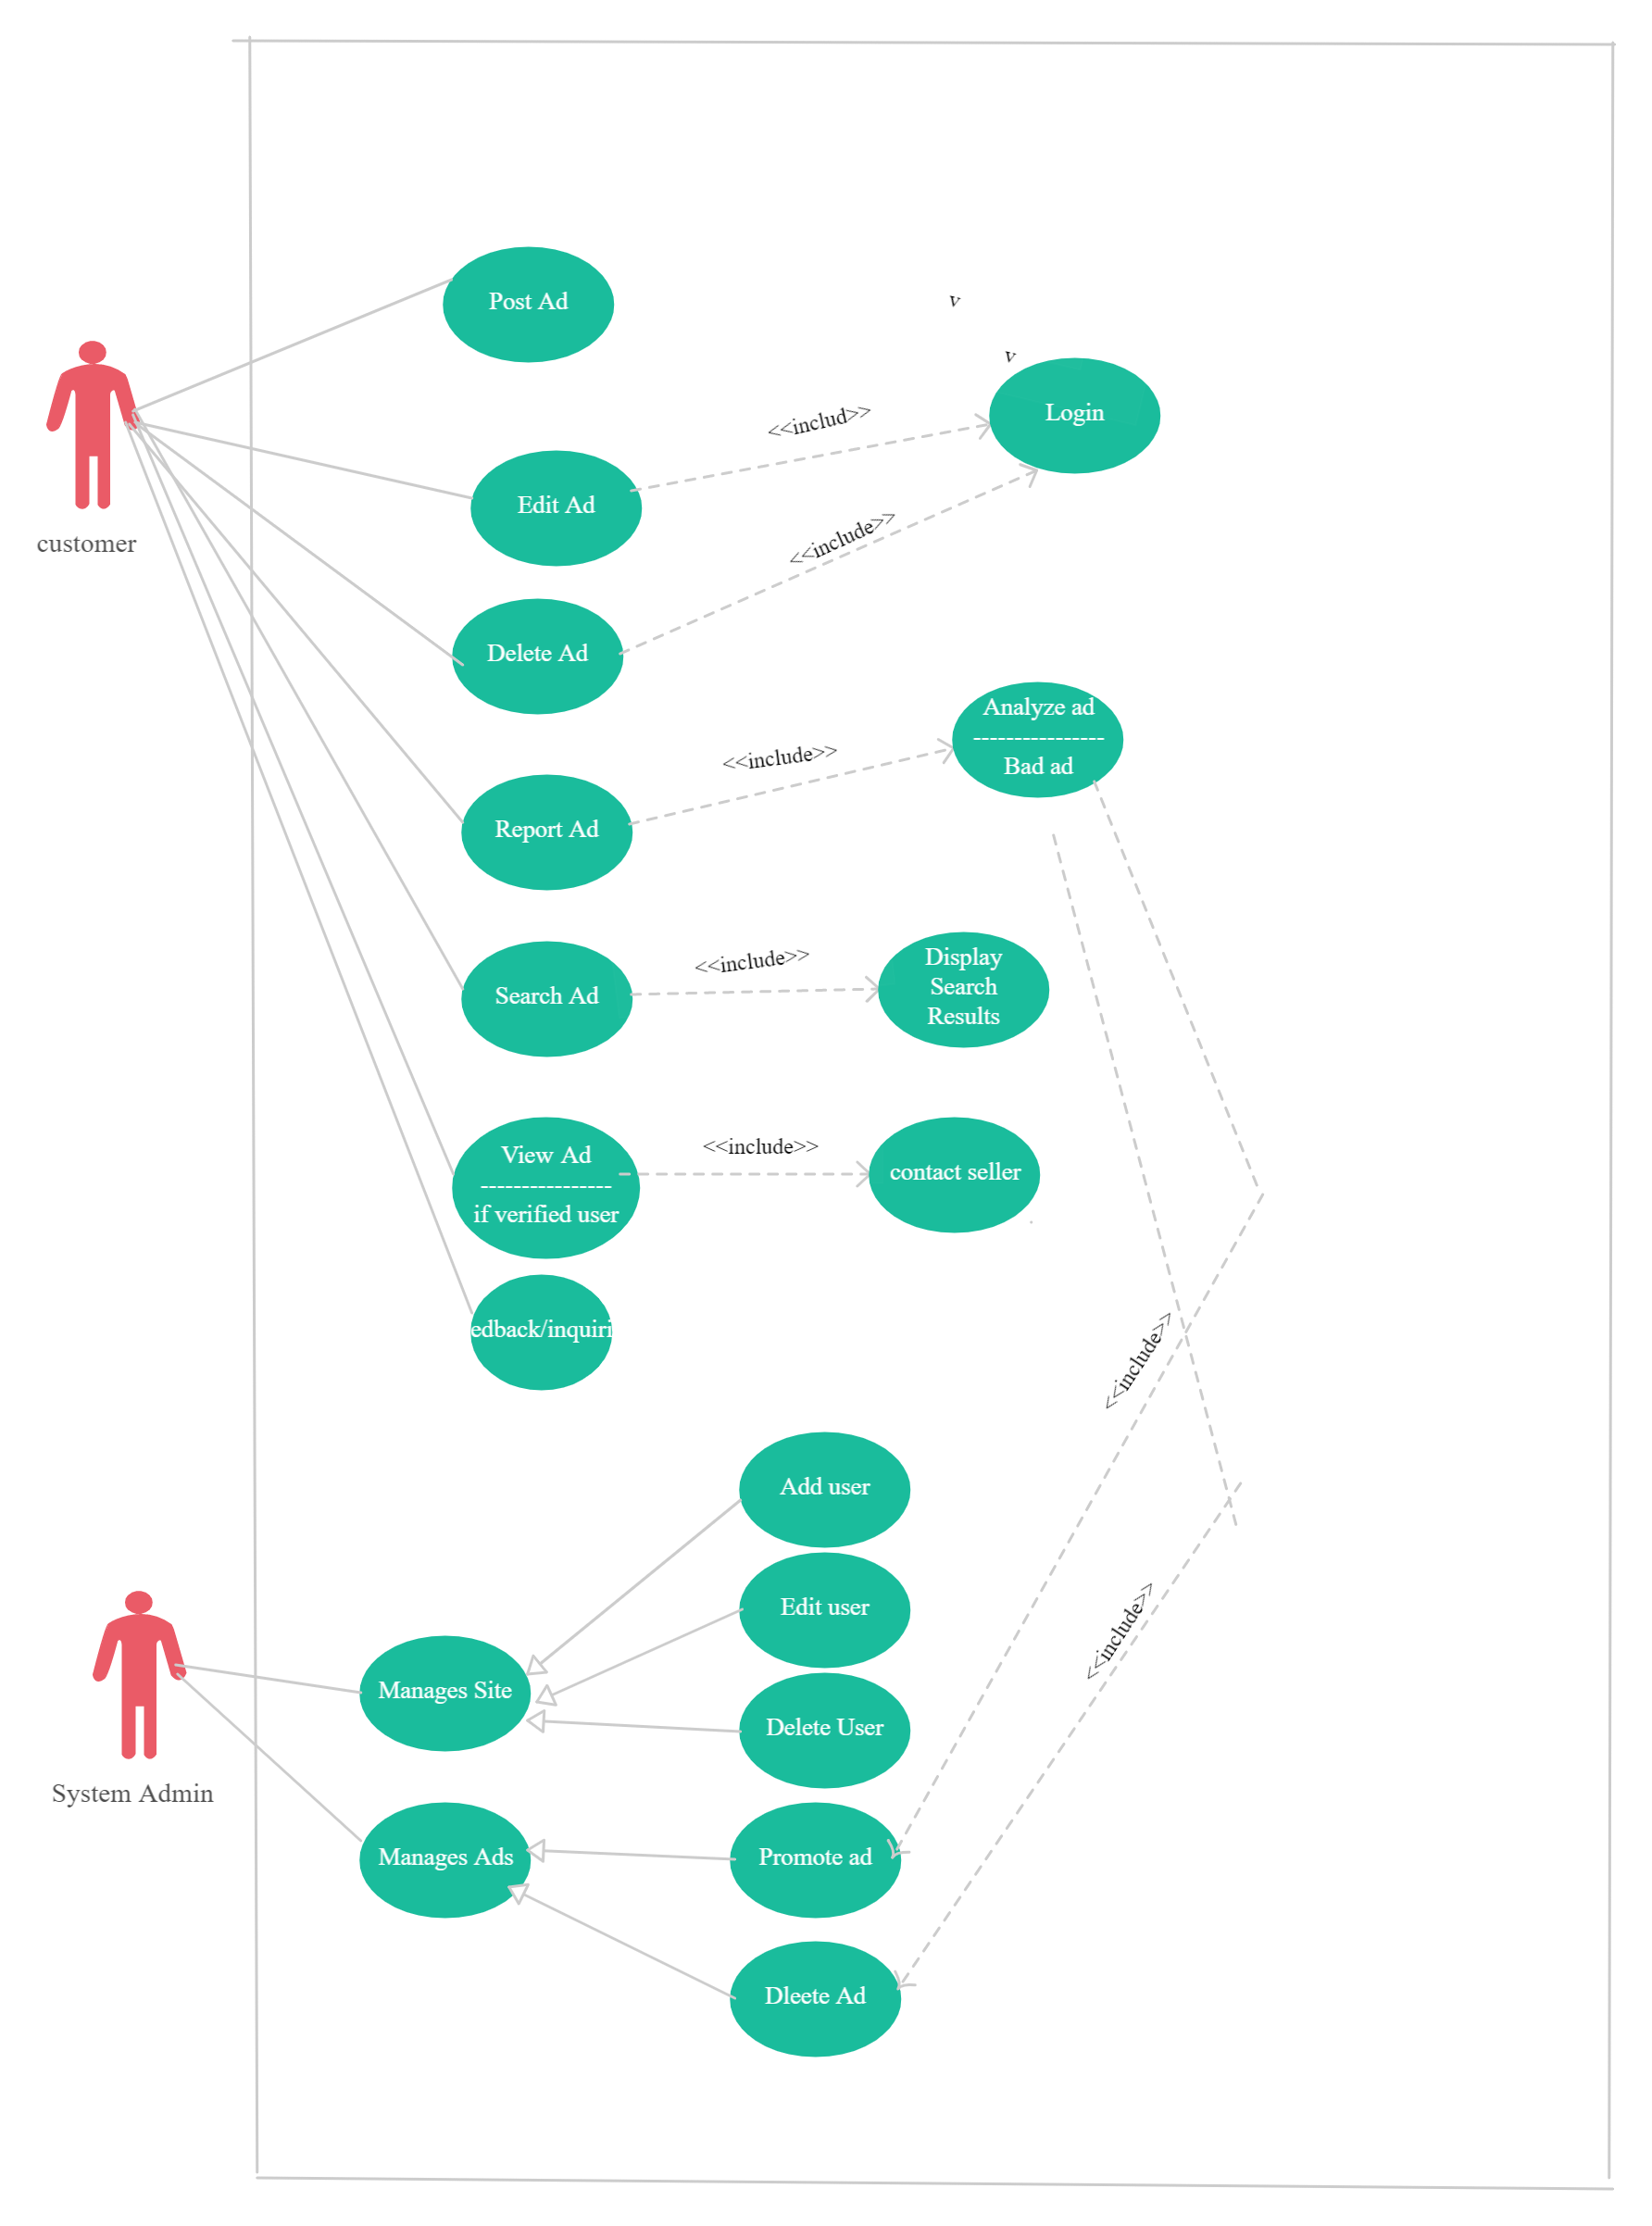 Post Ad
v
v
Login
<<includ>>
Edit Ad
customer
<<include>>
Delete Ad
Analyze ad
----------------
Bad ad
<<include>>
Report Ad
<<include>>
Display
Search
Results
Search Ad
<<include>>
View Ad
----------------
if verified user
contact seller
.
edback/inquiri
<<include>>
Add user
Edit user
<<include>>
Manages Site
Delete User
System Admin
Manages Ads
Promote ad
Dleete Ad